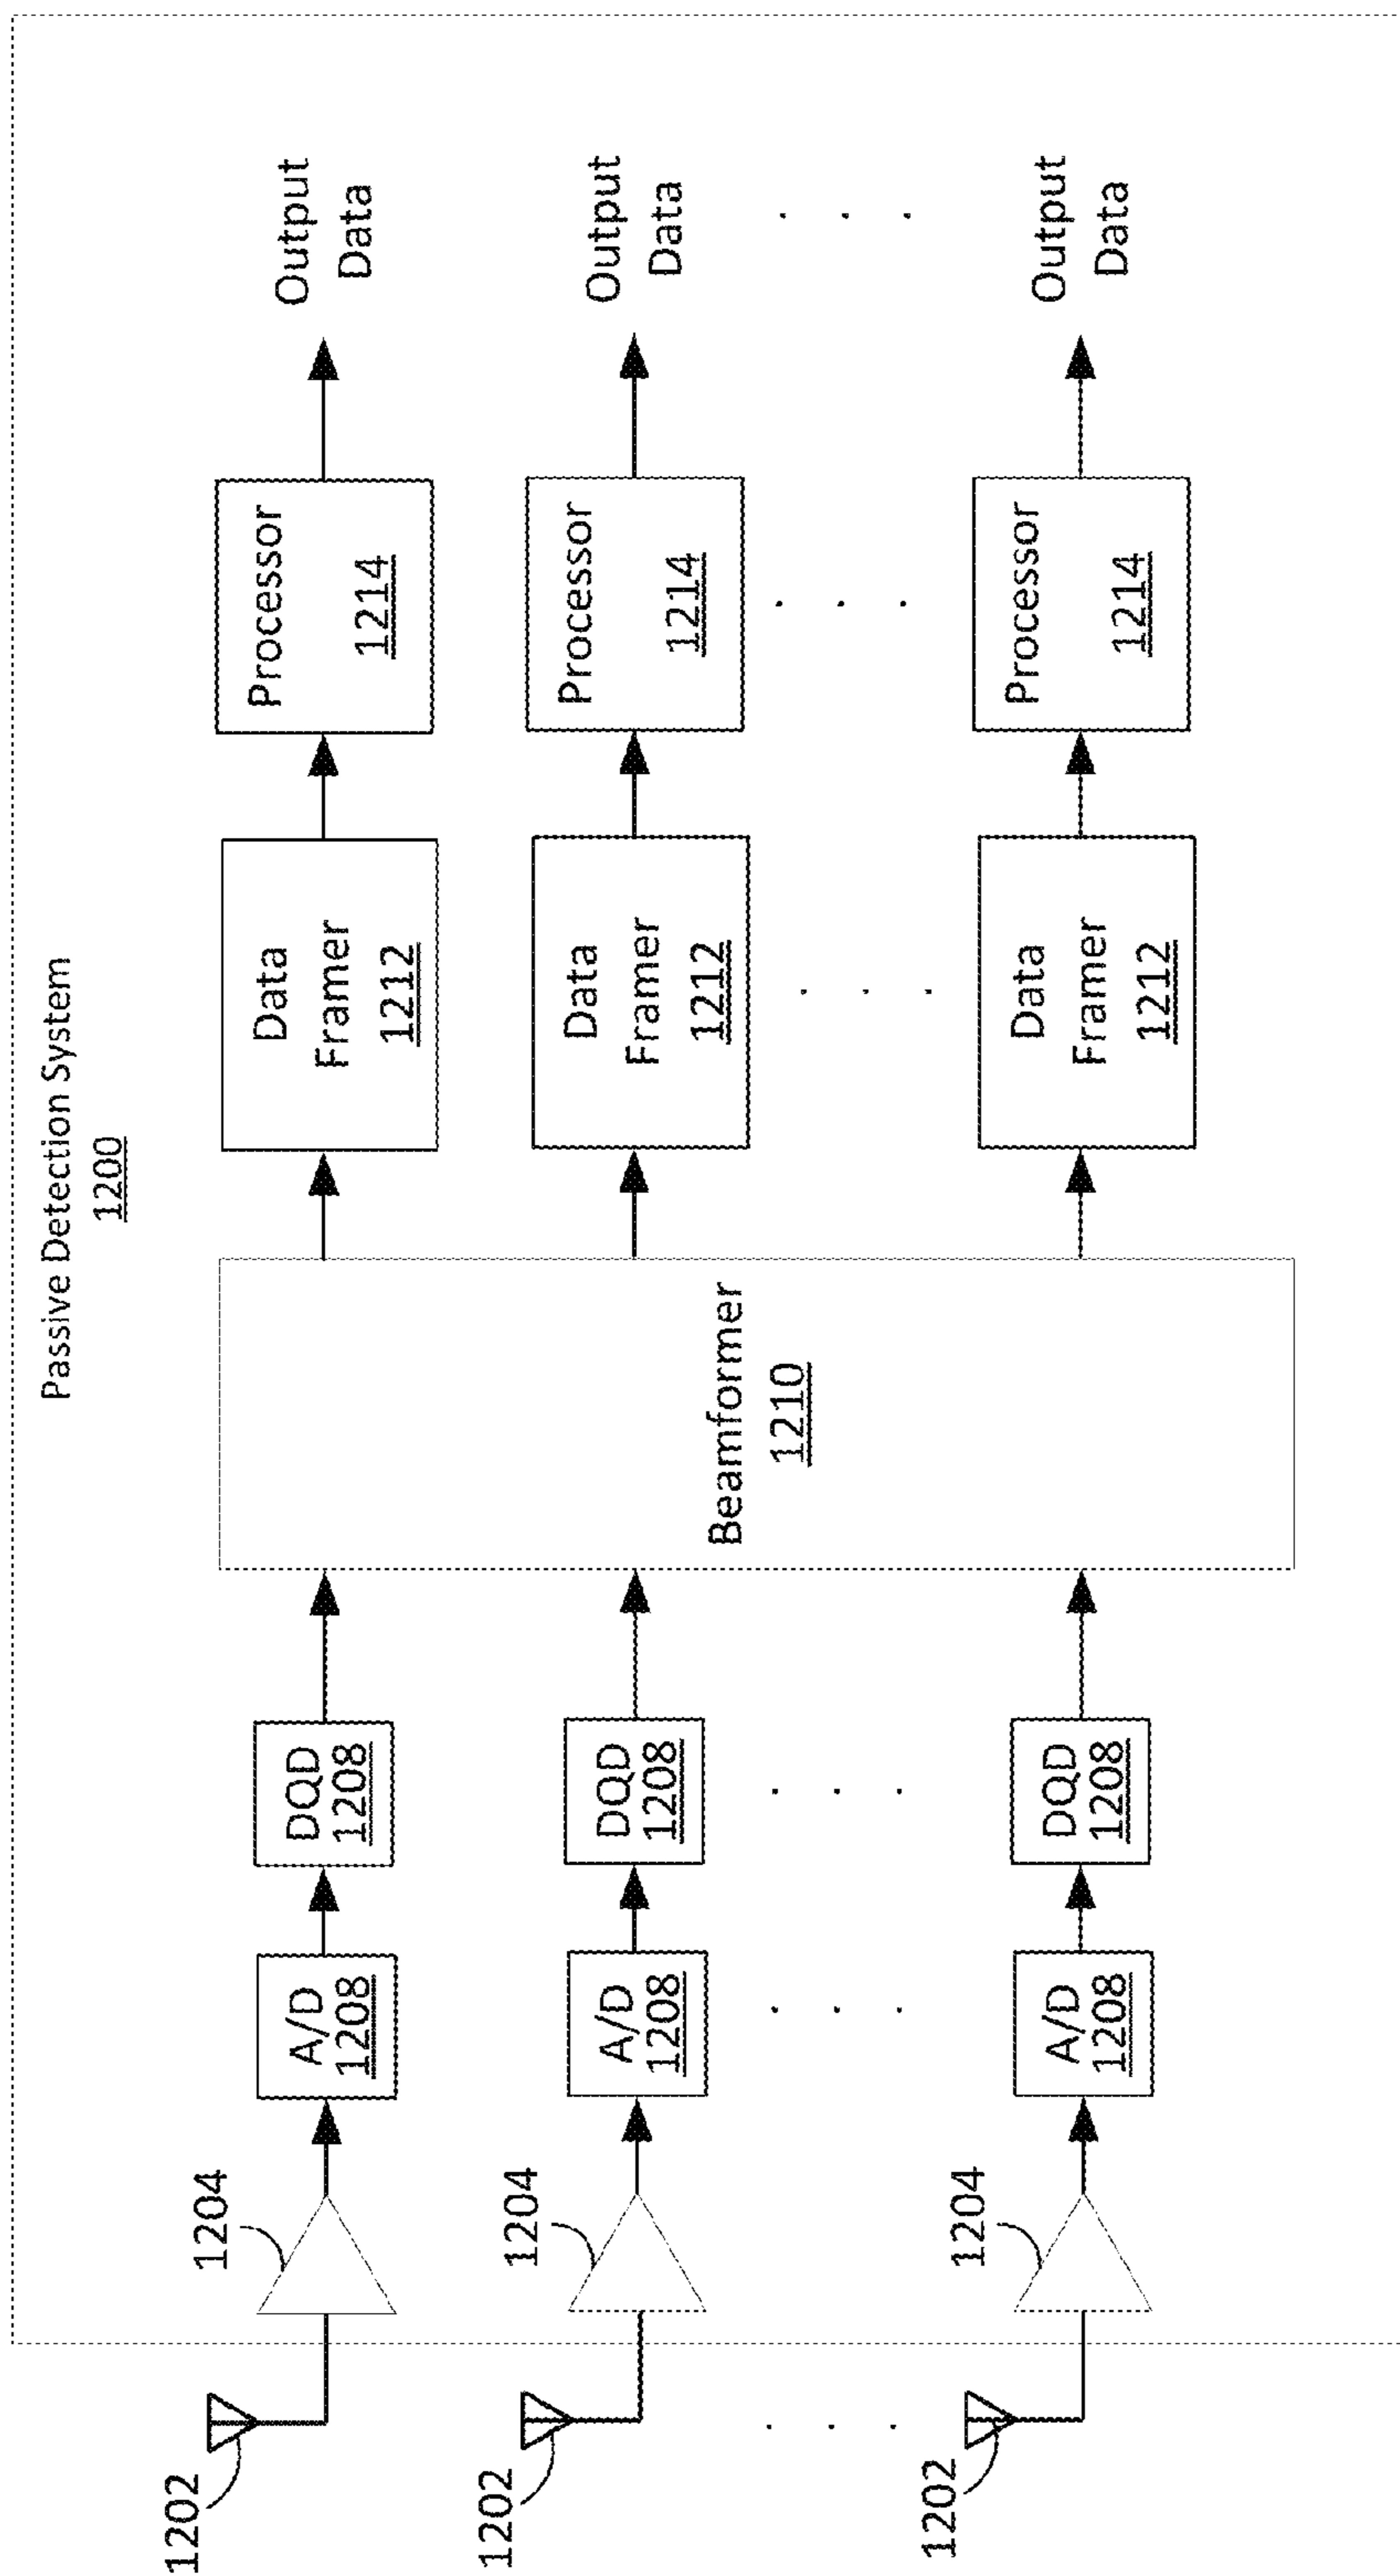 Passive Detection System
1200
1202
1204
A/D
1208
DQD
1208
Beamformer
1210
Data
Framer
1212
Processor
1214
Output
Data
1202
1204
A/D
1208
DQD
1208
Data
Framer
1212
Processor
1214
Output
Data
. . .
. . .
. . .
. . .
. . .
. . .
1202
1204
A/D
1208
DQD
1208
Data
Framer
1212
Processor
1214
Output
Data